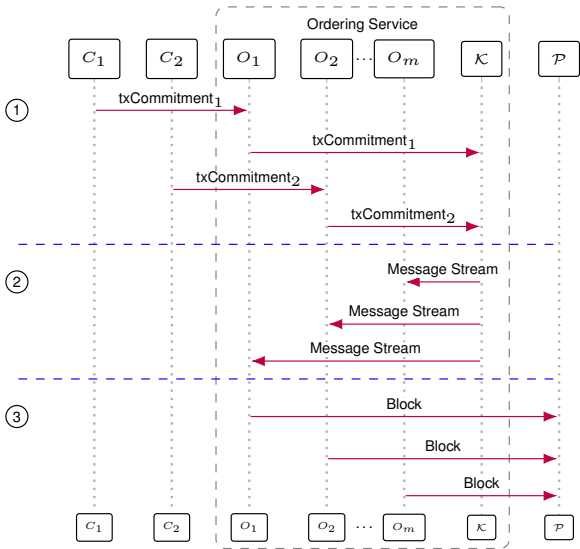 Ordering Service
C₁ C₂ O₁ O₂ ⋯ Oₘ 𝒦 𝒫
1
txCommitment₁
txCommitment₁
txCommitment₂
txCommitment₂
2
Message Stream
Message Stream
Message Stream
3
Block
Block
Block
C₁ C₂ O₁ O₂ ⋯ Oₘ 𝒦 𝒫